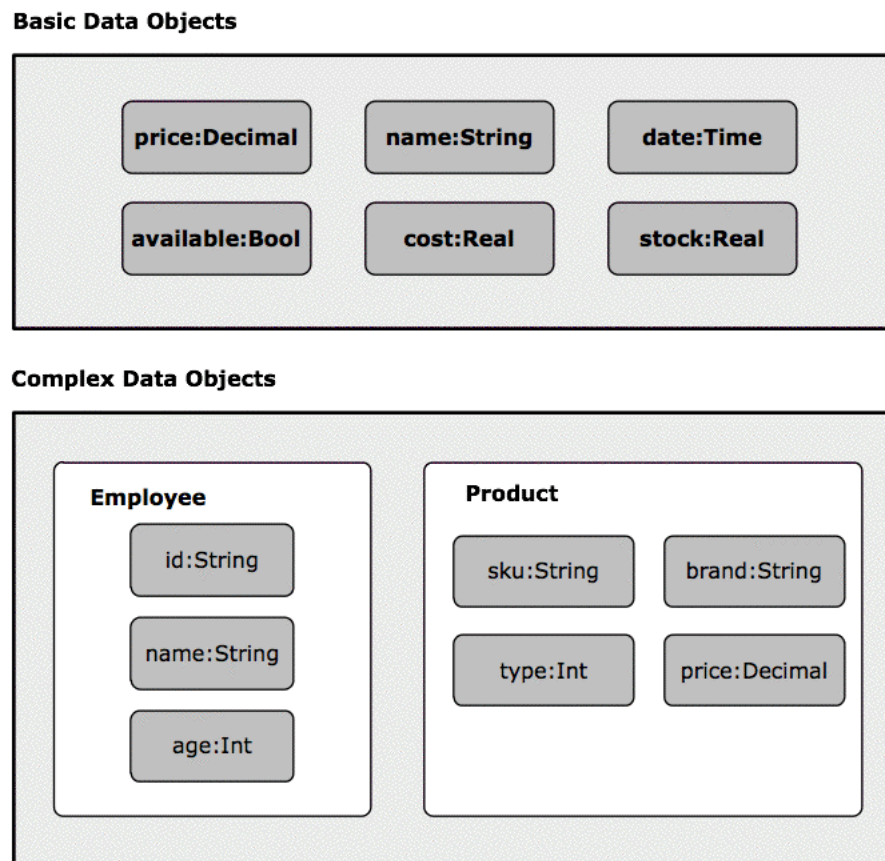 Basic Data Objects
price:Decimal
name:String
date:Time
available:Bool
cost:Real
stock:Real
Complex Data Objects
Employee
id:String
name:String
age:Int
Product
sku:String
brand:String
type:Int
price:Decimal